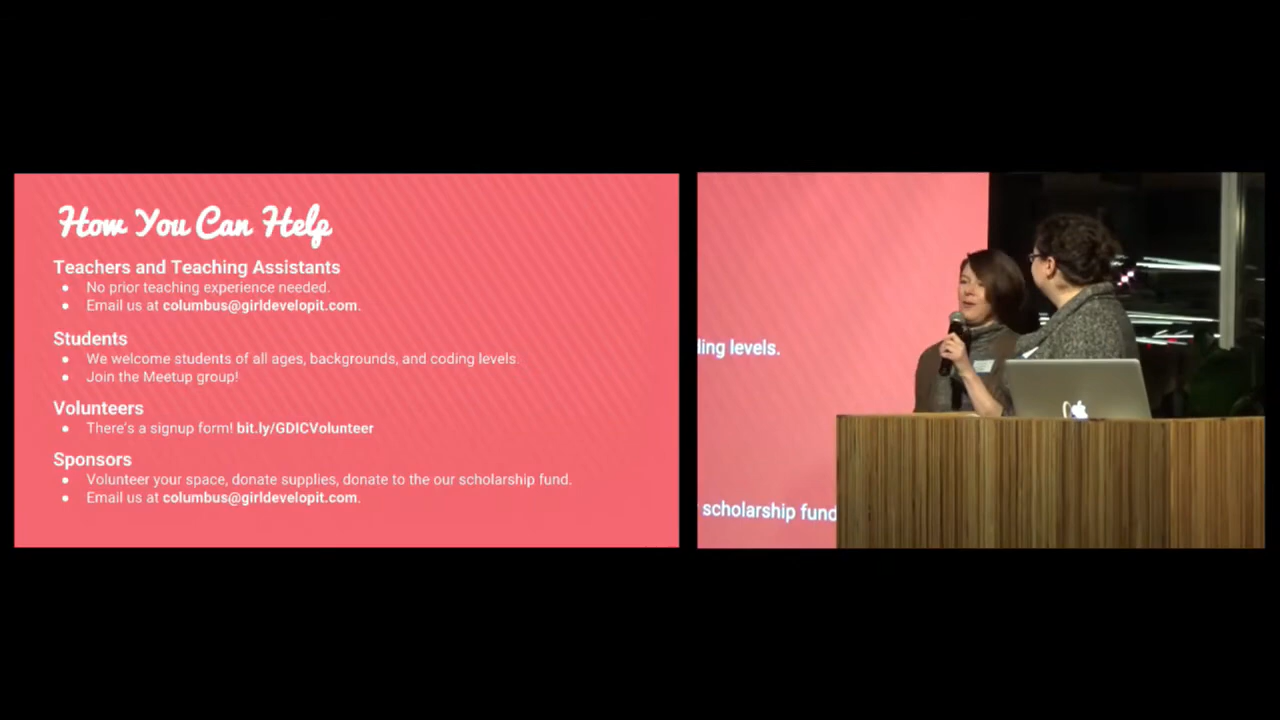 How You Can Help
Teachers and Teaching Assistants
● No prior teaching experience needed.
● Email us at columbus@girldevelopit.com.
Students
● We welcome students of all ages, backgrounds, and coding levels.
● Join the Meetup group!
Volunteers
● There's a signup form! bit.ly/GDICVolunteer
Sponsors
● Volunteer your space, donate supplies, donate to the our scholarship fund.
● Email us at columbus@girldevelopit.com.
ling levels.
scholarship fund